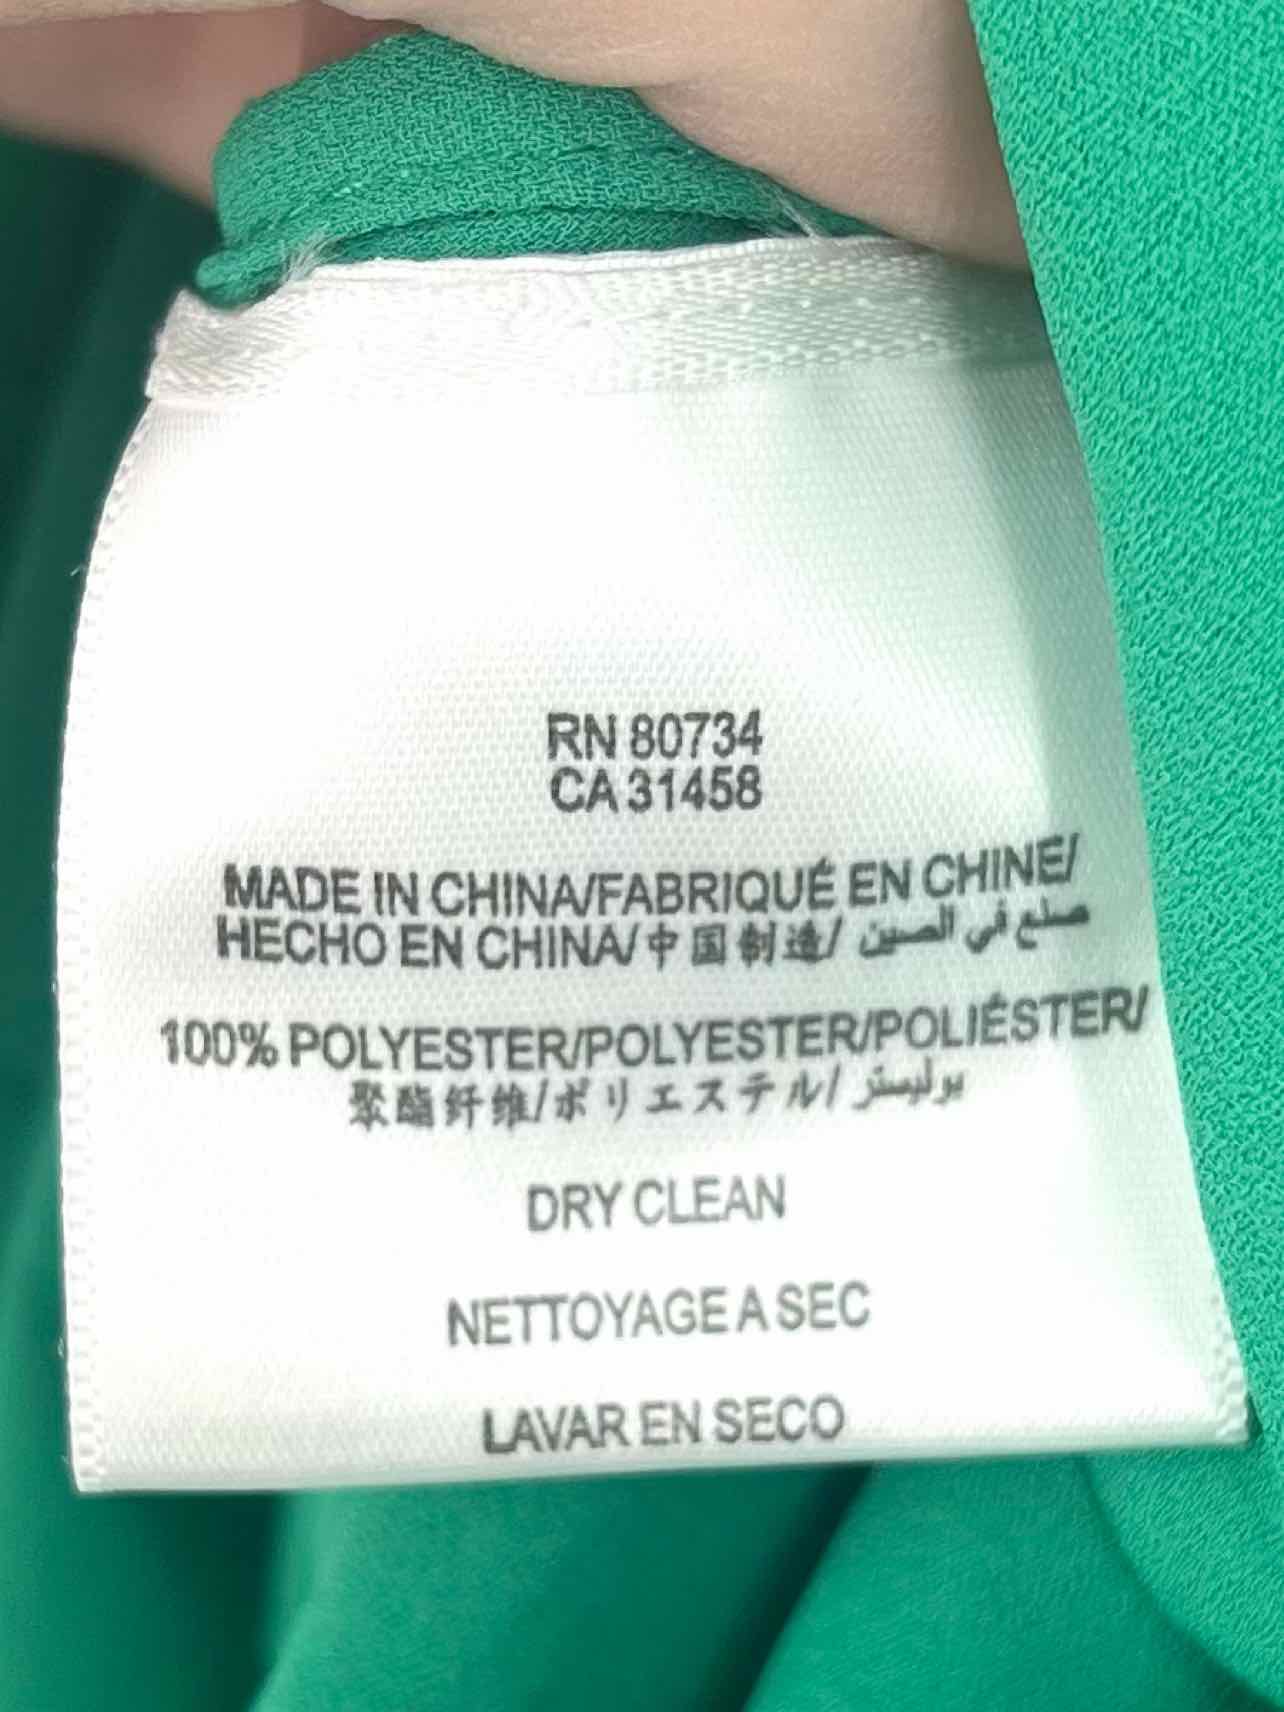 RN 80734
CA 31458
MADE IN CHINA/FABRIQUÉ EN CHINE/
HECHO EN CHINA/中国制造/ صنع في الصين
100% POLYESTER/POLYESTER/POLIÉSTER/
聚酯纤维/ポリエステル/ بوليستر
DRY CLEAN
NETTOYAGE A SEC
LAVAR EN SECO